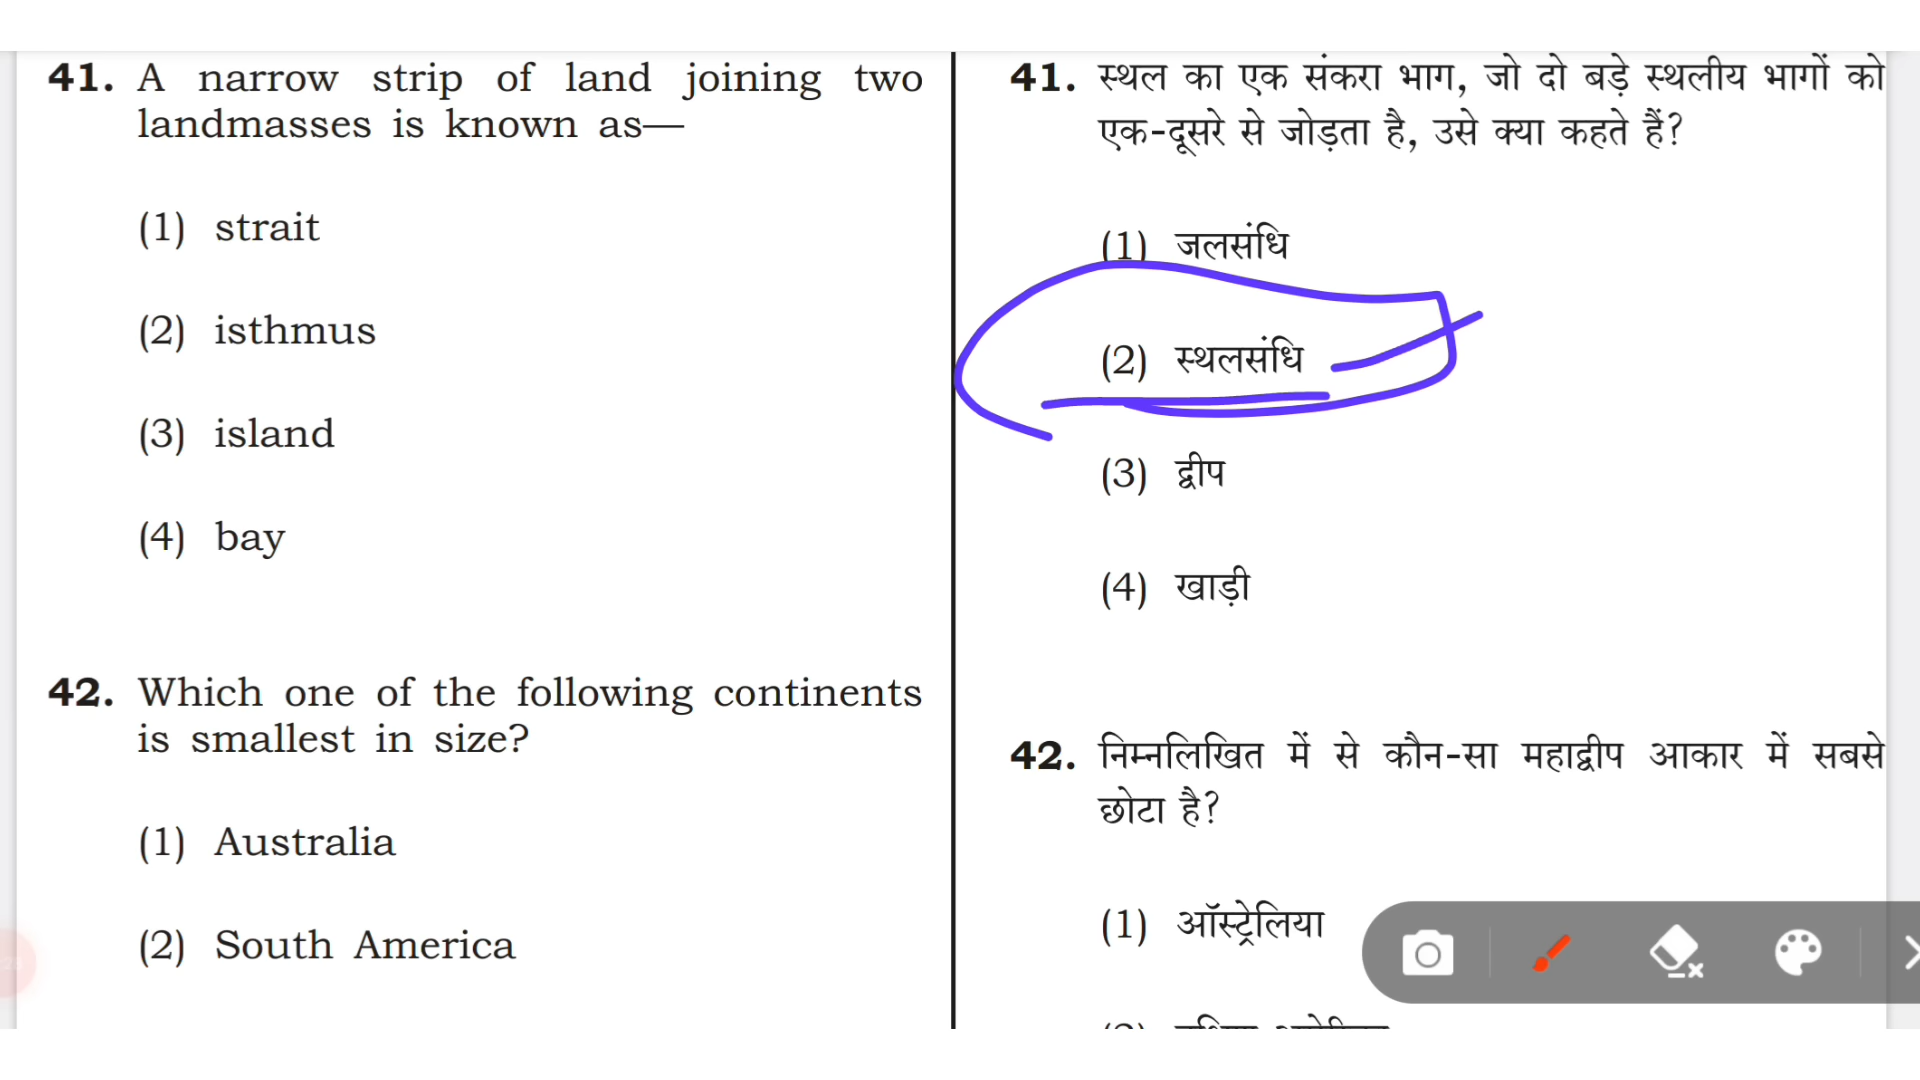 41. A narrow strip of land joining two
landmasses is known as—
(1) strait
(2) isthmus
(3) island
(4) bay
42. Which one of the following continents
is smallest in size?
(1) Australia
(2) South America
41. स्थल का एक संकरा भाग, जो दो बड़े स्थलीय भागों को
एक-दूसरे से जोड़ता है, उसे क्या कहते हैं?
(1) जलसंधि
(2) स्थलसंधि
(3) द्वीप
(4) खाड़ी
42. निम्नलिखित में से कौन-सा महाद्वीप आकार में सबसे
छोटा है?
(1) ऑस्ट्रेलिया